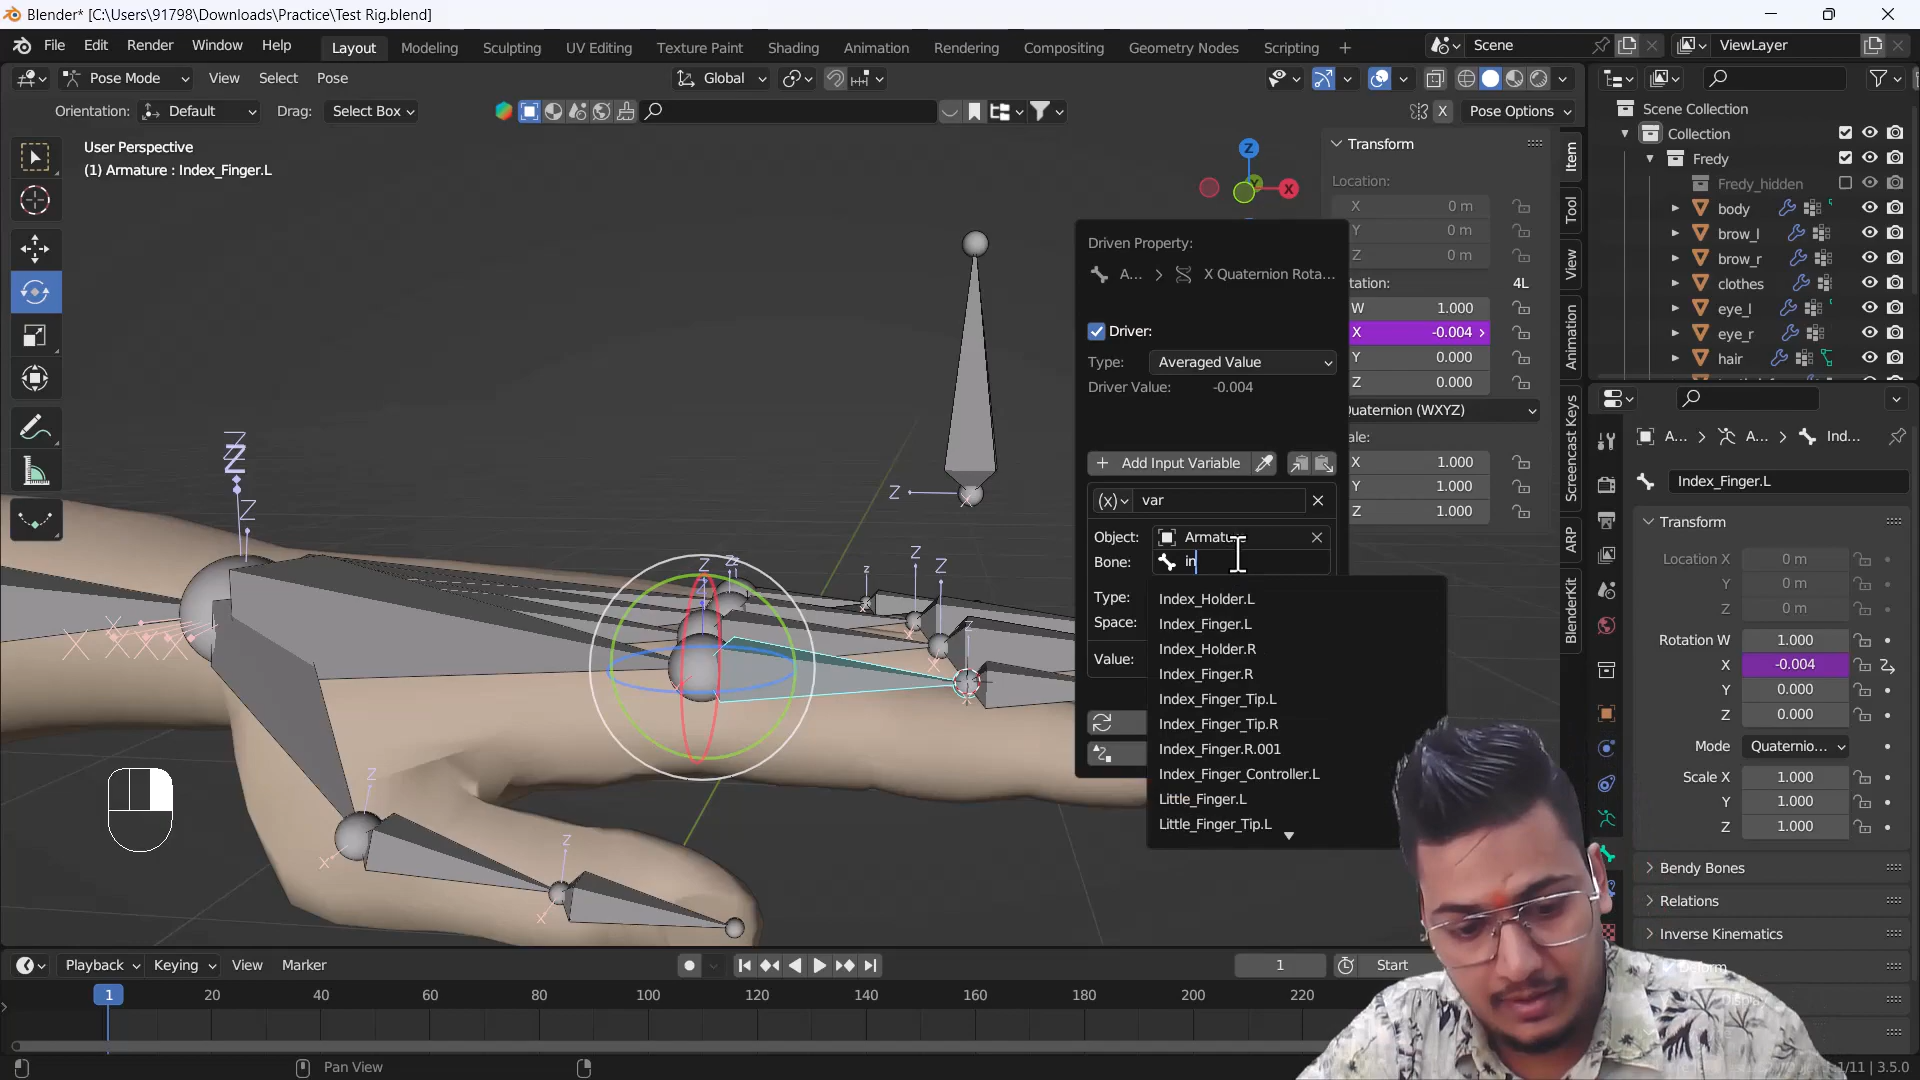 Blender* [C:\Users\91798\Downloads\Practice\Test Rig.blend]
File Edit Render Window Help
Layout Modeling Sculpting UV Editing Texture Paint Shading Animation Rendering Compositing Geometry Nodes Scripting +
Scene
ViewLayer
Pose Mode View Select Pose
Global
Orientation: Default Drag: Select Box
X Pose Options
User Perspective
(1) Armature : Index_Finger.L
Z
X
Transform
Location:
X 0 m
Y 0 m
Z 0 m
4L
W 1.000
X -0.004
Y 0.000
Z 0.000
Quaternion (WXYZ)
X 1.000
Y 1.000
Z 1.000
Item
Tool
View
Animation
Screencast Keys
ARP
BlenderKit
Driven Property:
A... > X Quaternion Rota...
Driver:
Type: Averaged Value
Driver Value: -0.004
+ Add Input Variable
(x) var
Object: Armature
Bone: in
Type:
Space:
Value:
Index_Holder.L
Index_Finger.L
Index_Holder.R
Index_Finger.R
Index_Finger_Tip.L
Index_Finger_Tip.R
Index_Finger.R.001
Index_Finger_Controller.L
Little_Finger.L
Little_Finger_Tip.L
Scene Collection
Collection
Fredy
Fredy_hidden
body
brow_l
brow_r
clothes
eye_l
eye_r
hair
A... > A... > Ind...
Index_Finger.L
Transform
Location X 0 m
Y 0 m
Z 0 m
Rotation W 1.000
X -0.004
Y 0.000
Z 0.000
Mode Quaternio...
Scale X 1.000
Y 1.000
Z 1.000
Bendy Bones
Relations
Inverse Kinematics
Deform
Playback Keying View Marker
1 Start
1 20 40 60 80 100 120 140 160 180 200 220
Pan View
1/11 | 3.5.0